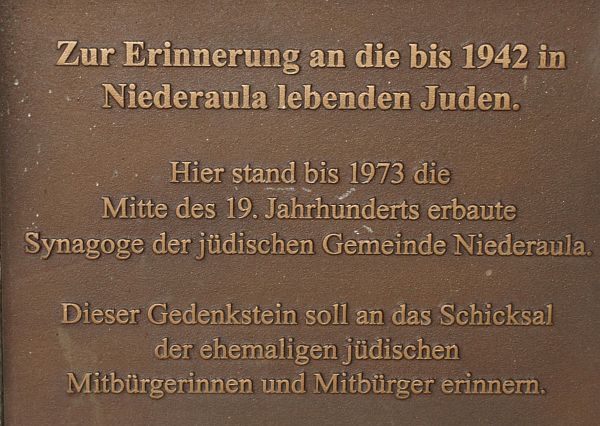 Zur Erinnerung an die bis 1942 in
Niederaula lebenden Juden.
Hier stand bis 1973 die
Mitte des 19. Jahrhunderts erbaute
Synagoge der jüdischen Gemeinde Niederaula.
Dieser Gedenkstein soll an das Schicksal
der ehemaligen jüdischen
Mitbürgerinnen und Mitbürger erinnern.